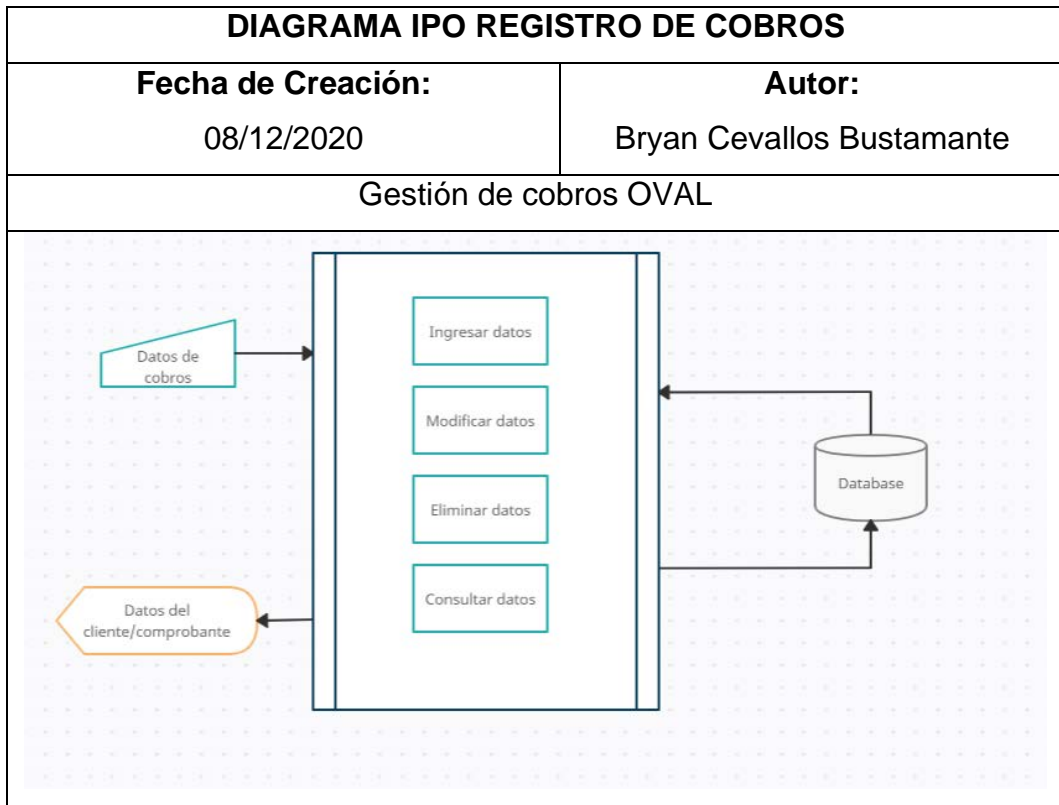 DIAGRAMA IPO REGISTRO DE COBROS
Fecha de Creación:
08/12/2020
Autor:
Bryan Cevallos Bustamante
Gestión de cobros OVAL
Ingresar datos
Datos de
cobros
Modificar datos
Database
Eliminar datos
Consultar datos
Datos del
cliente/comprobante